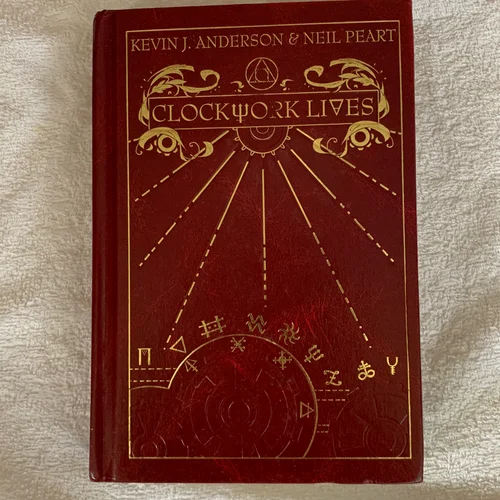 KEVIN J. ANDERSON & NEIL PEART
CLOCKWORK LIVES